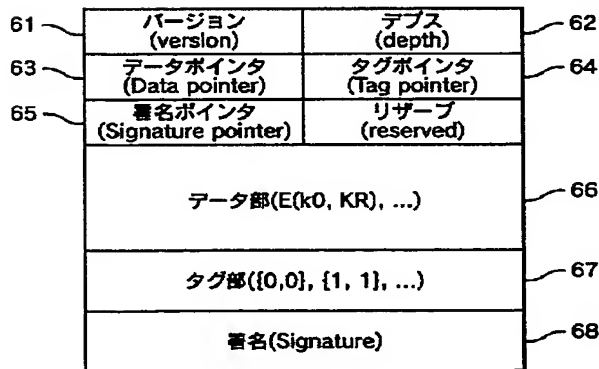 61
バージョン
(version)
デプス
(depth)
62
63
データポインタ
(Data pointer)
タグポインタ
(Tag pointer)
64
65
署名ポインタ
(Signature pointer)
リザーブ
(reserved)
データ部(E(k0, KR), ...)
66
タグ部({0,0}, {1, 1}, ...)
67
署名(Signature)
68